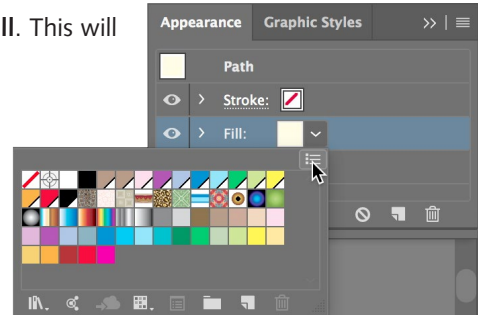 ll. This will
Appearance Graphic Styles
Path
Stroke:
Fill: